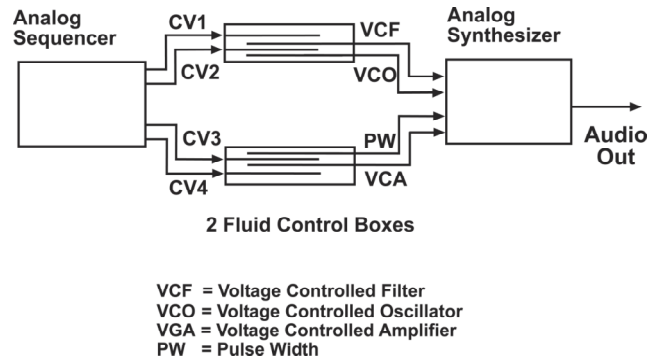 Analog
Sequencer
CV1
CV2
CV3
CV4
VCF
VCO
PW
VCA
Analog
Synthesizer
Audio
Out
2 Fluid Control Boxes
VCF = Voltage Controlled Filter
VCO = Voltage Controlled Oscillator
VGA = Voltage Controlled Amplifier
PW = Pulse Width